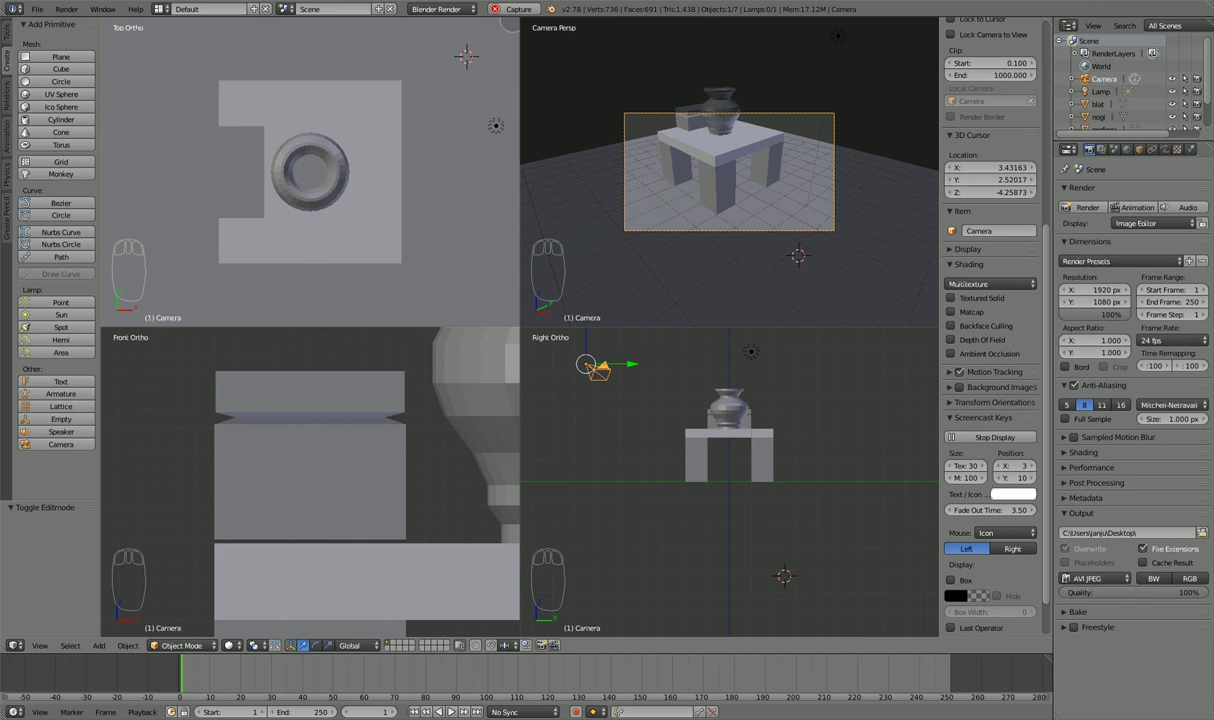 File Render Window Help Default Scene Blender Render Capture v2.78 | Verts:736 | Faces:691 | Tris:1,438 | Objects:1/7 | Lamps:0/1 | Mem:17.12M | Camera
Tools
Create
Relations
Animation
Physics
Grease Pencil
Add Primitive
Mesh:
Plane
Cube
Circle
UV Sphere
Ico Sphere
Cylinder
Cone
Torus
Grid
Monkey
Curve:
Bezier
Circle
Nurbs Curve
Nurbs Circle
Path
Draw Curve
Lamp:
Point
Sun
Spot
Hemi
Area
Other:
Text
Armature
Lattice
Empty
Speaker
Camera
Toggle Editmode
Top Ortho
(1) Camera
Camera Persp
(1) Camera
Front Ortho
(1) Camera
Right Ortho
(1) Camera
Lock to Cursor
Lock Camera to View
Clip:
Start: 0.100
End: 1000.000
Local Camera:
Camera
Render Border
3D Cursor
Location:
X: 3.43163
Y: 2.52017
Z: -4.25873
Item
Camera
Display
Shading
Multitexture
Textured Solid
Matcap
Backface Culling
Depth Of Field
Ambient Occlusion
Motion Tracking
Background Images
Transform Orientations
Screencast Keys
Stop Display
Size: Position:
Tex: 30 X: 3
M: 100 Y: 10
Text / Icon ...
Fade Out Time: 3.50
Mouse: Icon
Left Right
Display:
Box
Hide
Box Width: 0
Last Operator
View Search All Scenes
Scene
RenderLayers
World
Camera
Lamp
blat
nogi
Scene
Render
Render Animation Audio
Display: Image Editor
Dimensions
Render Presets
Resolution: Frame Range:
X: 1920 px Start Frame: 1
Y: 1080 px End Frame: 250
100% Frame Step: 1
Aspect Ratio: Frame Rate:
X: 1.000 24 fps
Y: 1.000 Time Remapping:
Bord Crop :100 :100
Anti-Aliasing
5 8 11 16 Mitchell-Netravali
Full Sample Size: 1.000 px
Sampled Motion Blur
Shading
Performance
Post Processing
Metadata
Output
C:\Users\janju\Desktop\
Overwrite File Extensions
Placeholders Cache Result
AVI JPEG BW RGB
Quality: 100%
Bake
Freestyle
View Select Add Object Object Mode Global
-50 -40 -30 -20 -10 0 10 20 30 40 50 60 70 80 90 100 110 120 130 140 150 160 170 180 190 200 210 220 230 240 250 260 270 280
View Marker Frame Playback Start: 1 End: 250 1 No Sync